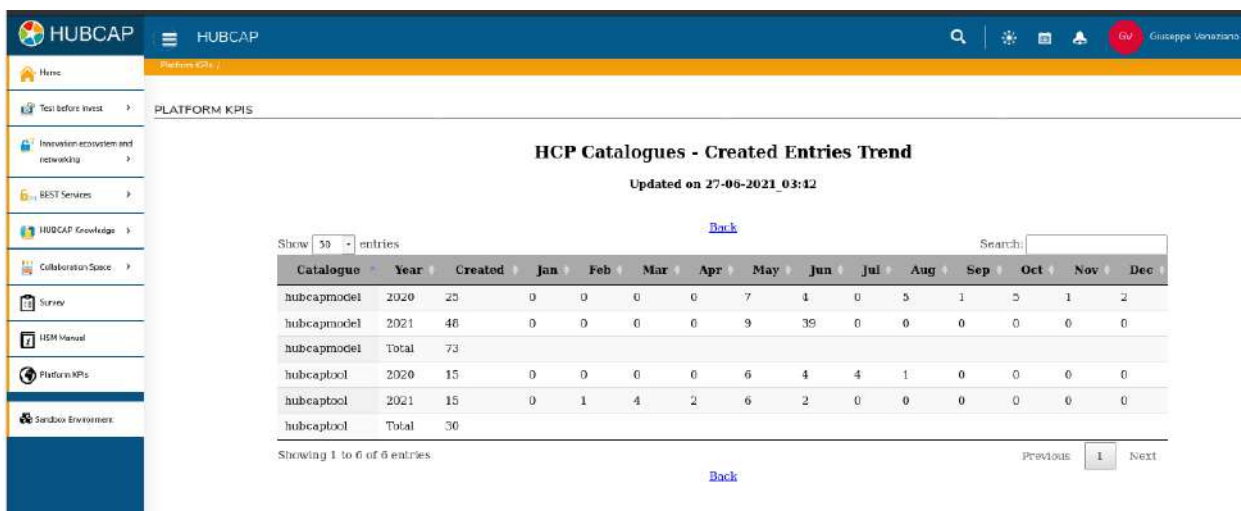 HUBCAP
HUBCAP
GV
Giuseppe Veneziano
Home
Platform KPIs /
Test before invest
PLATFORM KPIS
Innovation ecosystem and
networking
BEST Services
HUBCAP Knowledge
Collaboration Space
Survey
HSM Manual
Platform KPIs
Sandbox Environment
HCP Catalogues - Created Entries Trend
Updated on 27-06-2021_03:42
Back
Show 50 entries
Search:
Catalogue Year Created Jan Feb Mar Apr May Jun Jul Aug Sep Oct Nov Dec
hubcapmodel 2020 25 0 0 0 0 7 4 0 5 1 5 1 2
hubcapmodel 2021 48 0 0 0 0 9 39 0 0 0 0 0 0
hubcapmodel Total 73
hubcaptool 2020 15 0 0 0 0 6 4 4 1 0 0 0 0
hubcaptool 2021 15 0 1 4 2 6 2 0 0 0 0 0 0
hubcaptool Total 30
Showing 1 to 6 of 6 entries
Previous 1 Next
Back